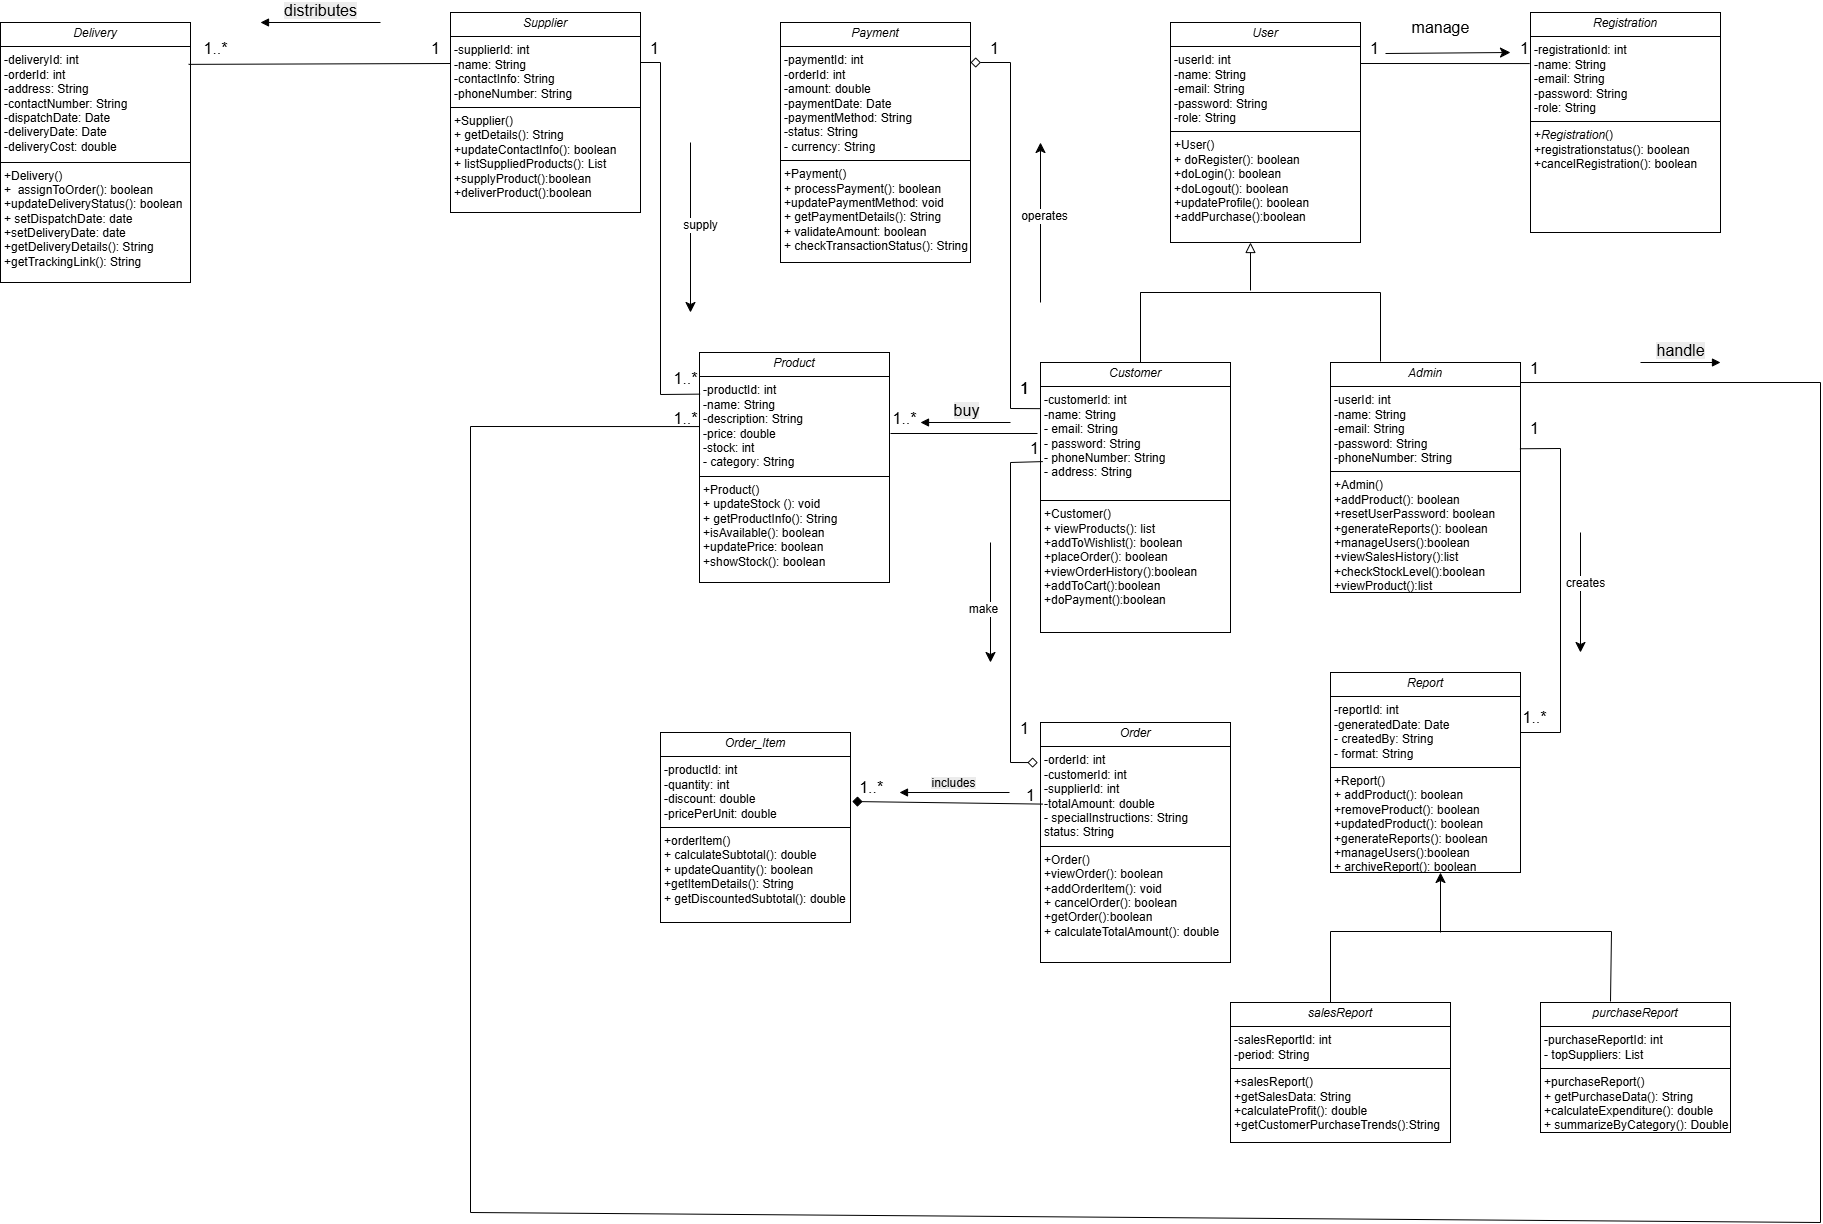 distributes
Delivery
-deliveryId: int
-orderId: int
-address: String
-contactNumber: String
-dispatchDate: Date
-deliveryDate: Date
-deliveryCost: double
+Delivery()
+ assignToOrder(): boolean
+updateDeliveryStatus(): boolean
+ setDispatchDate: date
+setDeliveryDate: date
+getDeliveryDetails(): String
+getTrackingLink(): String
1..*
1
Supplier
-supplierId: int
-name: String
-contactInfo: String
-phoneNumber: String
+Supplier()
+ getDetails(): String
+updateContactInfo(): boolean
+ listSuppliedProducts(): List
+supplyProduct():boolean
+deliverProduct():boolean
1
supply
Payment
-paymentId: int
-orderId: int
-amount: double
-paymentDate: Date
-paymentMethod: String
-status: String
- currency: String
+Payment()
+ processPayment(): boolean
+updatePaymentMethod: void
+ getPaymentDetails(): String
+ validateAmount: boolean
+ checkTransactionStatus(): String
1
operates
User
-userId: int
-name: String
-email: String
-password: String
-role: String
+User()
+ doRegister(): boolean
+doLogin(): boolean
+doLogout(): boolean
+updateProfile(): boolean
+addPurchase():boolean
manage
1
1
Registration
-registrationId: int
-name: String
-email: String
-password: String
-role: String
+Registration()
+registrationstatus(): boolean
+cancelRegistration(): boolean
1..*
1..*
Product
-productId: int
-name: String
-description: String
-price: double
-stock: int
- category: String
+Product()
+ updateStock (): void
+ getProductInfo(): String
+isAvailable(): boolean
+updatePrice: boolean
+showStock(): boolean
1..*
buy
1
1
Customer
-customerId: int
-name: String
- email: String
- password: String
- phoneNumber: String
- address: String
+Customer()
+ viewProducts(): list
+addToWishlist(): boolean
+placeOrder(): boolean
+viewOrderHistory():boolean
+addToCart():boolean
+doPayment():boolean
make
Admin
-userId: int
-name: String
-email: String
-password: String
-phoneNumber: String
+Admin()
+addProduct(): boolean
+resetUserPassword: boolean
+generateReports(): boolean
+manageUsers():boolean
+viewSalesHistory():list
+checkStockLevel():boolean
+viewProduct():list
1
handle
1
creates
Order_Item
-productId: int
-quantity: int
-discount: double
-pricePerUnit: double
+orderItem()
+ calculateSubtotal(): double
+ updateQuantity(): boolean
+getItemDetails(): String
+ getDiscountedSubtotal(): double
1..*
includes
1
1
Order
-orderId: int
-customerId: int
-supplierId: int
-totalAmount: double
- specialInstructions: String
status: String
+Order()
+viewOrder(): boolean
+addOrderItem(): void
+ cancelOrder(): boolean
+getOrder():boolean
+ calculateTotalAmount(): double
Report
-reportId: int
-generatedDate: Date
- createdBy: String
- format: String
+Report()
+ addProduct(): boolean
+removeProduct(): boolean
+updatedProduct(): boolean
+generateReports(): boolean
+manageUsers():boolean
+ archiveReport(): boolean
1..*
salesReport
-salesReportId: int
-period: String
+salesReport()
+getSalesData: String
+calculateProfit(): double
+getCustomerPurchaseTrends():String
purchaseReport
-purchaseReportId: int
- topSuppliers: List
+purchaseReport()
+ getPurchaseData(): String
+calculateExpenditure(): double
+ summarizeByCategory(): Double